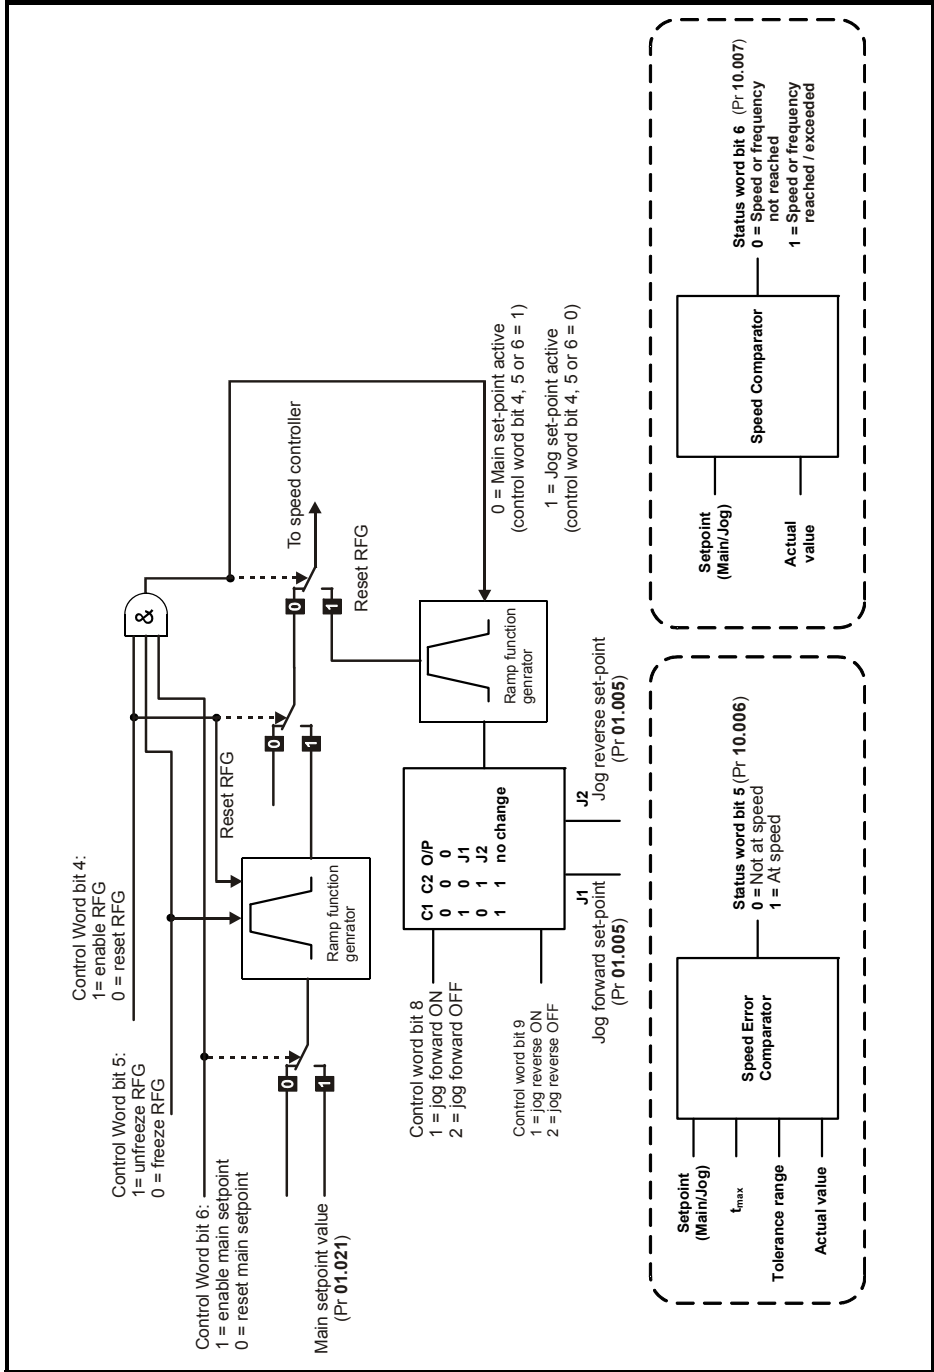 Control Word bit 4:
1= enable RFG
0 = reset RFG
Control Word bit 5:
1= unfreeze RFG
0 = freeze RFG
Control Word bit 6:
1 = enable main setpoint
0 = reset main setpoint
Main setpoint value
(Pr 01.021)
0
1
Ramp function
genrator
Reset RFG
0
1
&
0
1
To speed controller
Reset RFG
Control word bit 8
1 = jog forward ON
2 = jog forward OFF
Control word bit 9
1 = jog reverse ON
2 = jog reverse OFF
C1 C2 O/P
0 0 0
1 0 J1
0 1 J2
1 1 no change
J1
Jog forward set-point
(Pr 01.005)
J2
Jog reverse set-point
(Pr 01.005)
Ramp function
genrator
0 = Main set-point active
(control word bit 4, 5 or 6 = 1)
1 = Jog set-point active
(control word bit 4, 5 or 6 = 0)
Setpoint
(Main/Jog)
tmax
Tolerance range
Actual value
Speed Error
Comparator
Status word bit 5 (Pr 10.006)
0 = Not at speed
1 = At speed
Setpoint
(Main/Jog)
Actual
value
Speed Comparator
Status word bit 6 (Pr 10.007)
0 = Speed or frequency
not reached
1 = Speed or frequency
reached / exceeded